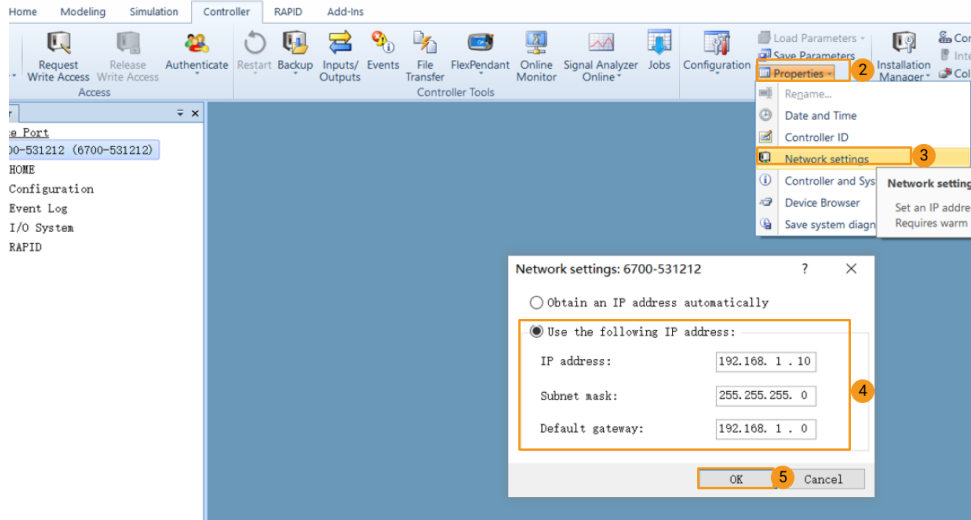 Home Modeling Simulation Controller RAPID Add-Ins
Request Write Access
Release Write Access
Authenticate
Restart
Backup
Inputs/ Outputs
Events
File Transfer
FlexPendant
Online Monitor
Signal Analyzer Online
Jobs
Configuration
Load Parameters
Save Parameters
Properties
2
Installation Manager
Access
Controller Tools
Rename...
Date and Time
Controller ID
Network settings
3
Controller and Sys
Device Browser
Save system diagn
Network setting
Set an IP addre
Requires warm
e Port
00-531212 (6700-531212)
HOME
Configuration
Event Log
I/O System
RAPID
Network settings: 6700-531212 ?
Obtain an IP address automatically
Use the following IP address:
IP address: 192.168. 1 . 10
Subnet mask: 255.255.255. 0
4
Default gateway: 192.168. 1 . 0
OK 5 Cancel